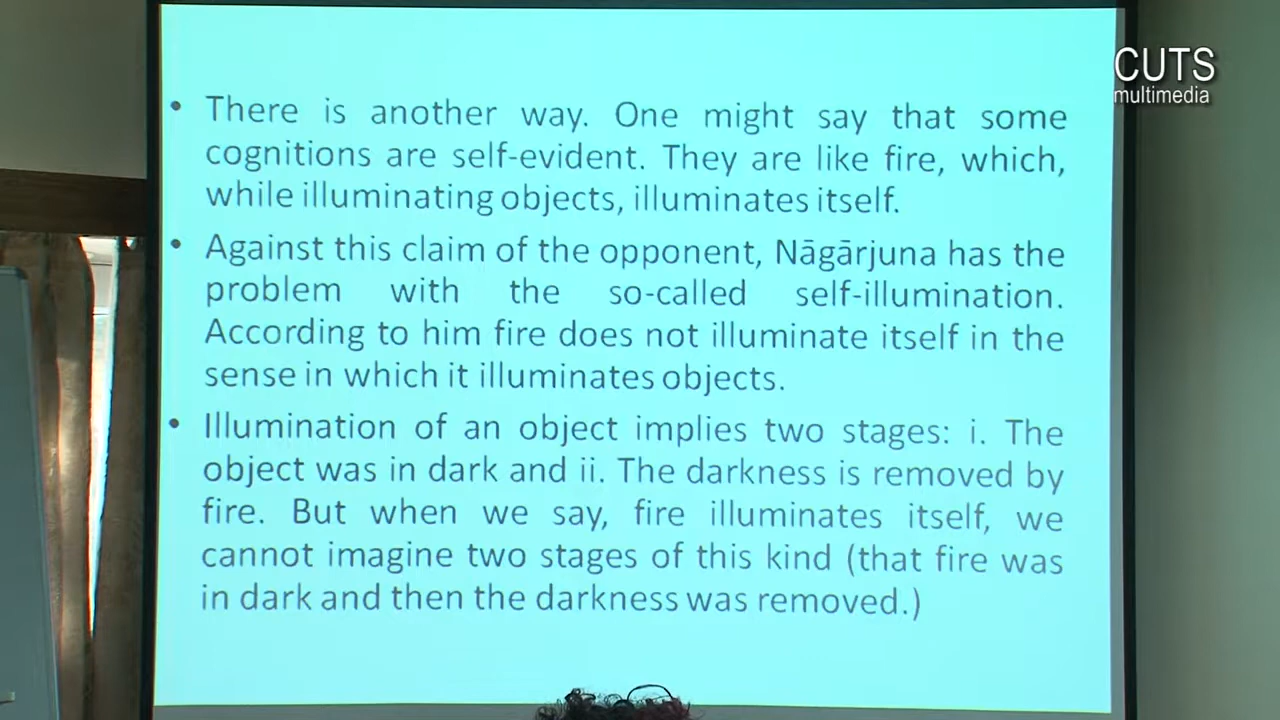 CUTS
multimedia
• There is another way. One might say that some
cognitions are self-evident. They are like fire, which,
while illuminating objects, illuminates itself.
• Against this claim of the opponent, Nāgārjuna has the
problem with the so-called self-illumination.
According to him fire does not illuminate itself in the
sense in which it illuminates objects.
• Illumination of an object implies two stages: i. The
object was in dark and ii. The darkness is removed by
fire. But when we say, fire illuminates itself, we
cannot imagine two stages of this kind (that fire was
in dark and then the darkness was removed.)